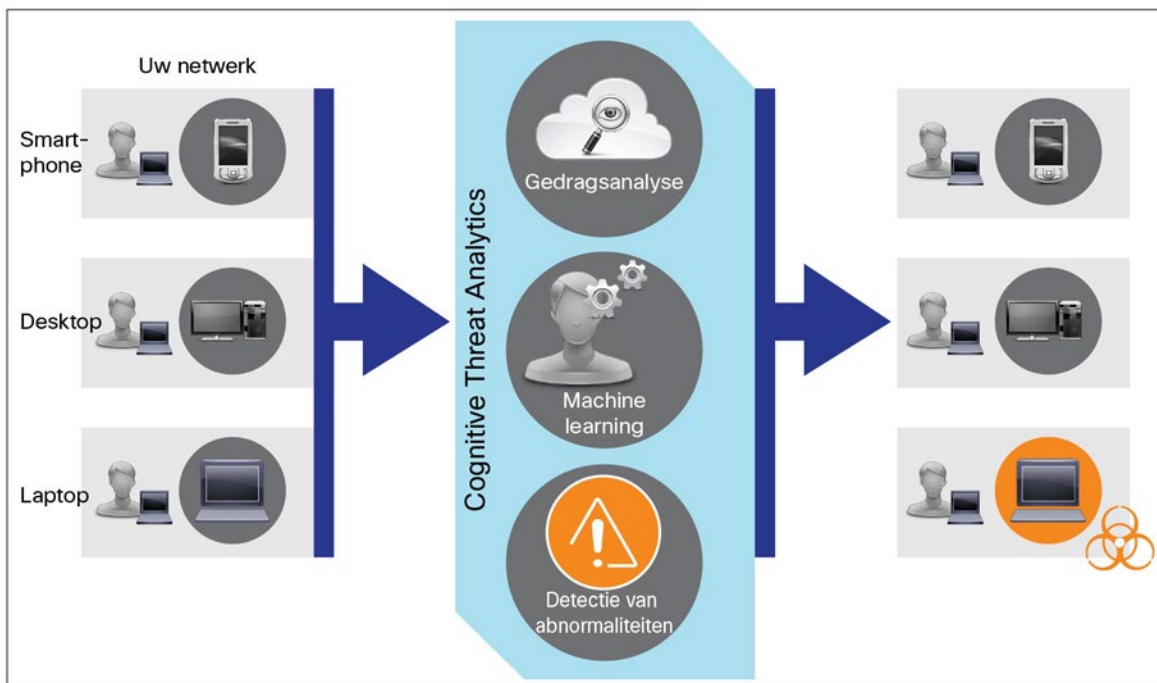 Uw netwerk
Smart-
phone
Desktop
Laptop
Cognitive Threat Analytics
Gedragsanalyse
Machine
learning
Detectie van
abnormaliteiten